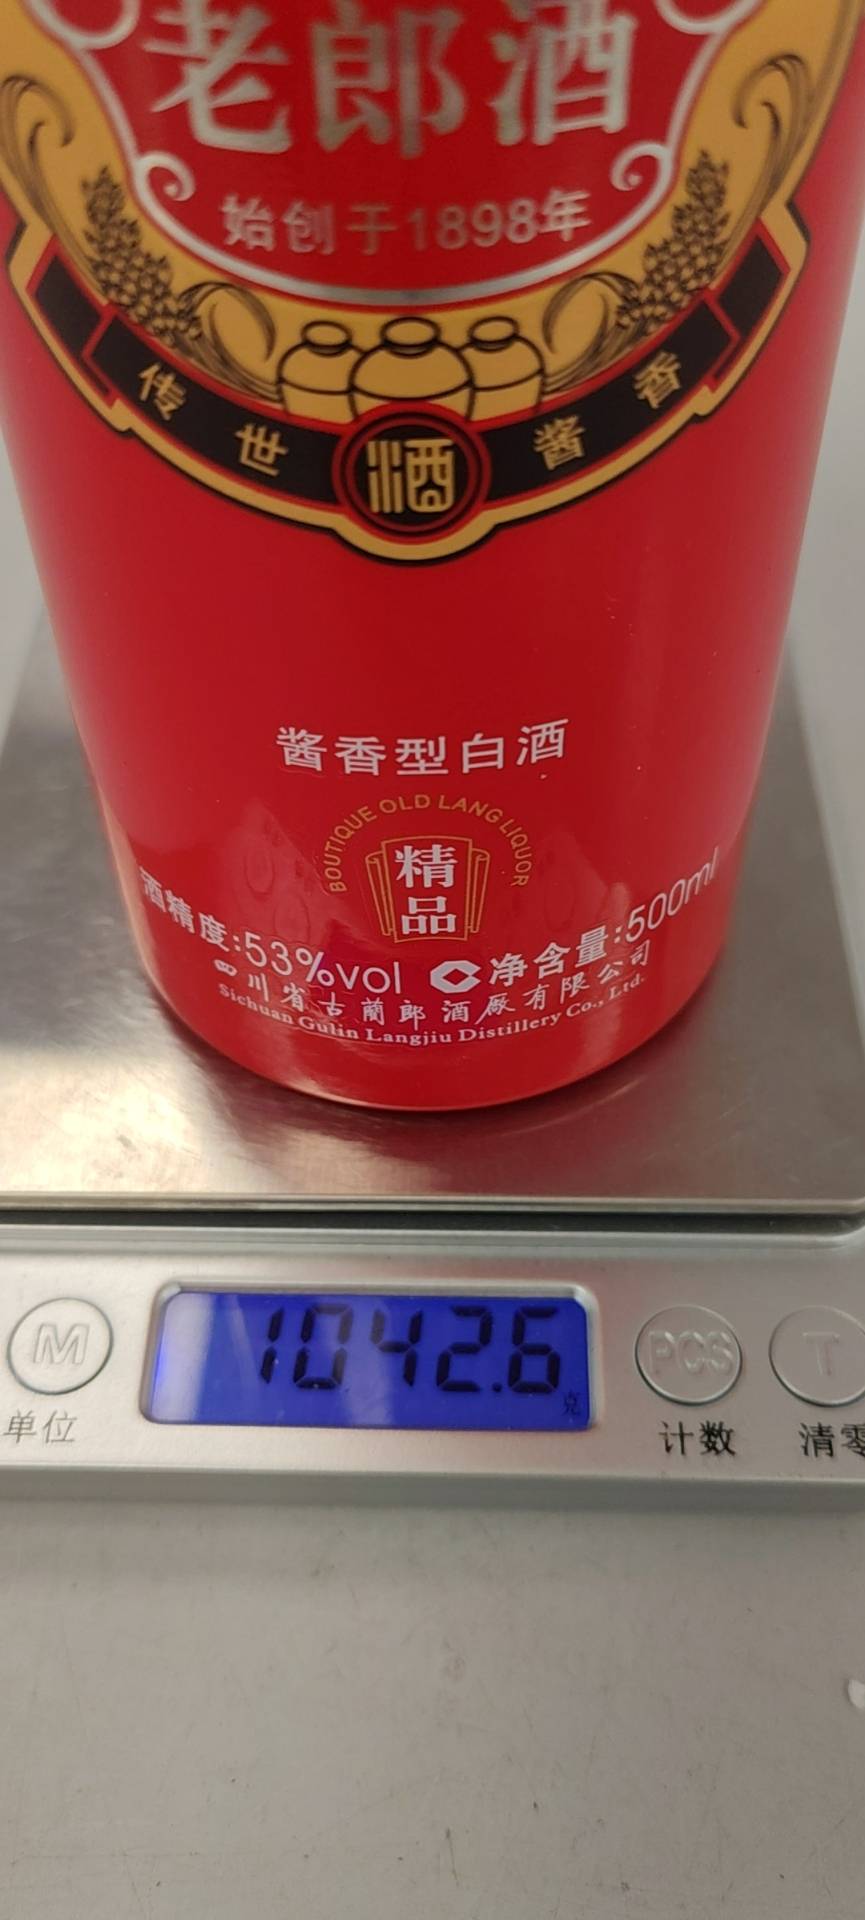 老郎酒
始创于1898年
传世酒酱香
酱香型白酒
BOUTIQUE OLD LANG LIQUOR
精品
酒精度:53%vol 净含量:500ml
四川省古蔺郎酒厰有限公司
Sichuan Gulin Langjiu Distillery Co., Ltd.
1042.6
克
M PCS T
单位 计数 清零